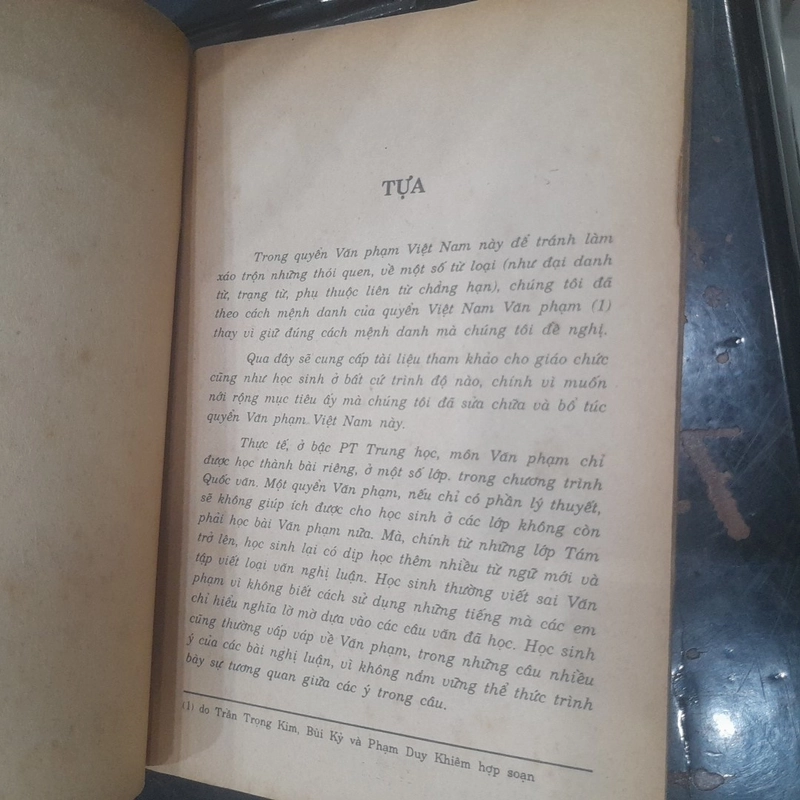 TỰA
Trong quyển Văn phạm Việt Nam này để tránh làm
xáo trộn những thói quen, về một số từ loại (như đại danh
từ, trạng từ, phụ thuộc liên từ chẳng hạn), chúng tôi đã
theo cách mệnh danh của quyển Việt Nam Văn phạm (1)
thay vì giữ đúng cách mệnh danh mà chúng tôi đề nghị.
Qua đây sẽ cung cấp tài liệu tham khảo cho giáo chức
cũng như học sinh ở bất cứ trình độ nào, chính vì muốn
nới rộng mục tiêu ấy mà chúng tôi đã sửa chữa và bổ túc
quyển Văn phạm Việt Nam này.
Thực tế, ở bậc PT Trung học, môn Văn phạm chỉ
được học thành bài riêng, ở một số lớp. trong chương trình
Quốc văn. Một quyển Văn phạm, nếu chỉ có phần lý thuyết,
sẽ không giúp ích được cho học sinh ở các lớp không còn
phải học bài Văn phạm nữa. Mà, chính từ những lớp Tám
trở lên, học sinh lại có dịp học thêm nhiều từ ngữ mới và
tập viết loại văn nghị luận. Học sinh thường viết sai Văn
phạm vì không biết cách sử dụng những tiếng mà các em
chỉ hiểu nghĩa lờ mờ dựa vào các câu văn đã học. Học sinh
cũng thường vấp váp về Văn phạm, trong những câu nhiều
ý của các bài nghị luận, vì không nắm vững thể thức trình
bày sự tương quan giữa các ý trong câu.
(1) do Trần Trọng Kim, Bùi Kỷ và Phạm Duy Khiêm hợp soạn